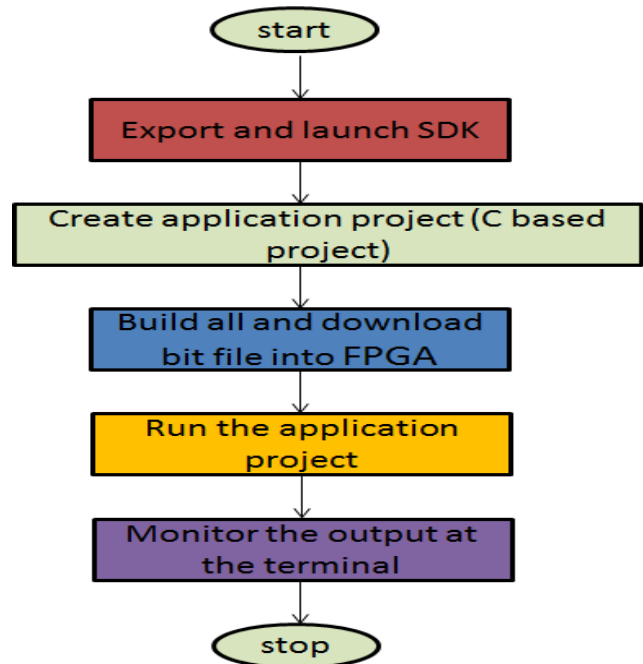 start
Export and launch SDK
Create application project (C based
project)
Build all and download
bit file into FPGA
Run the application
project
Monitor the output at
the terminal
stop